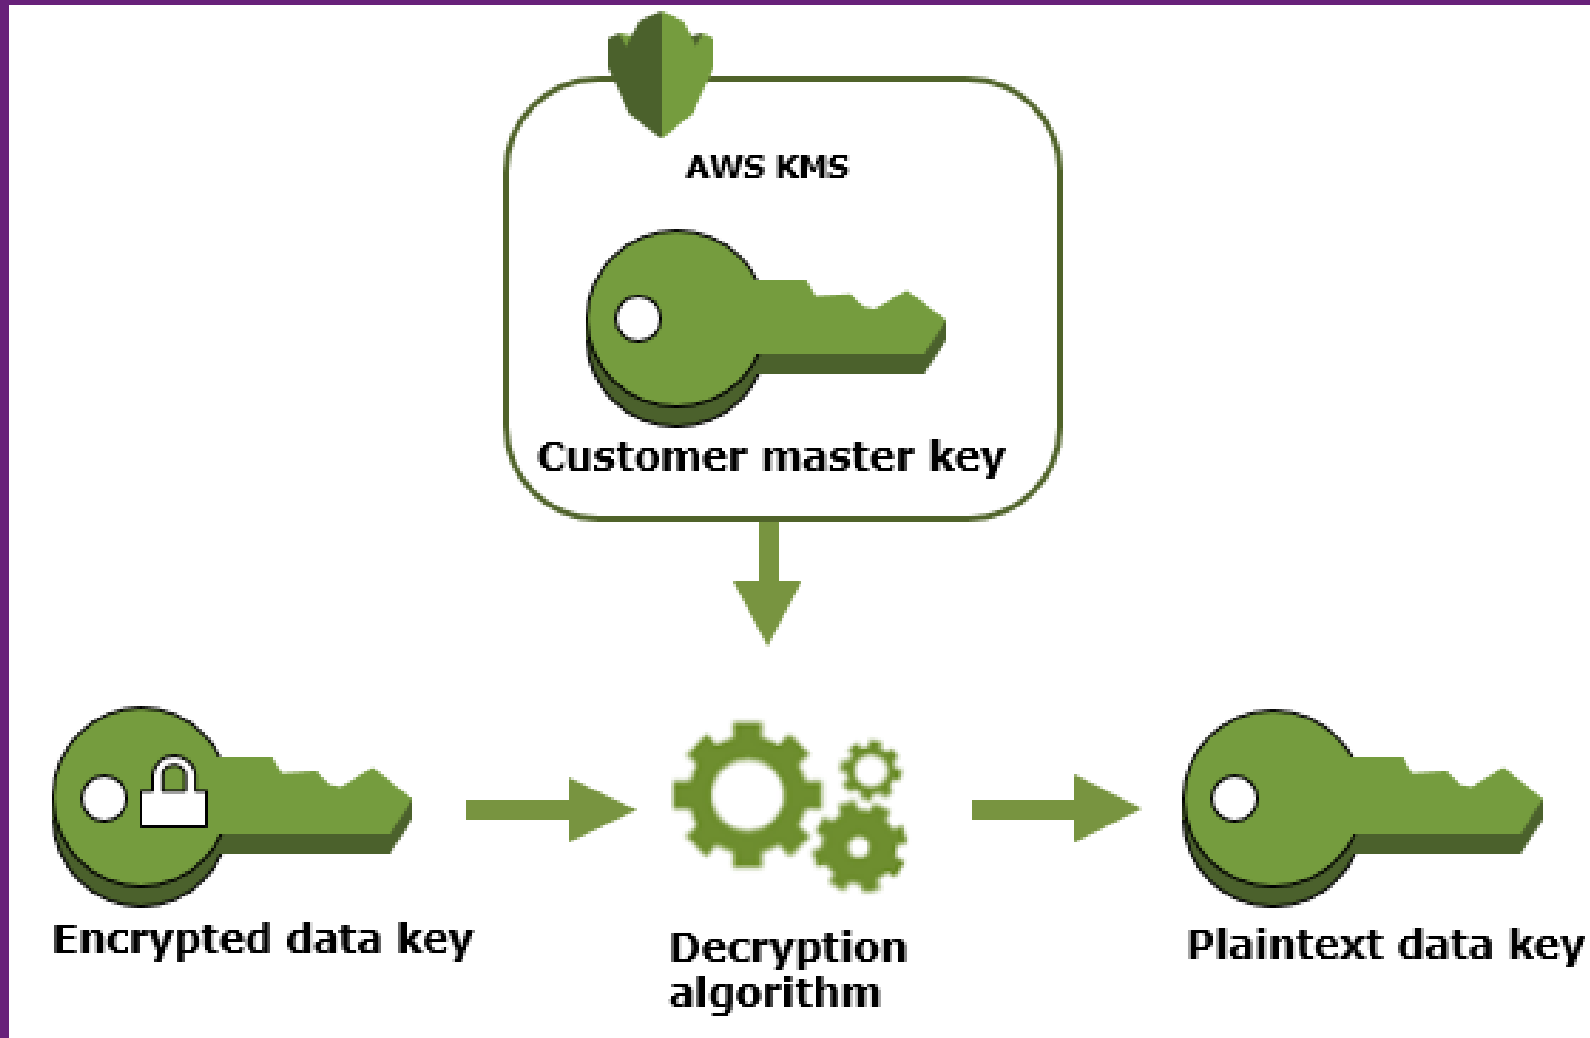 AWS KMS
Customer master key
Encrypted data key
Decryption
algorithm
Plaintext data key